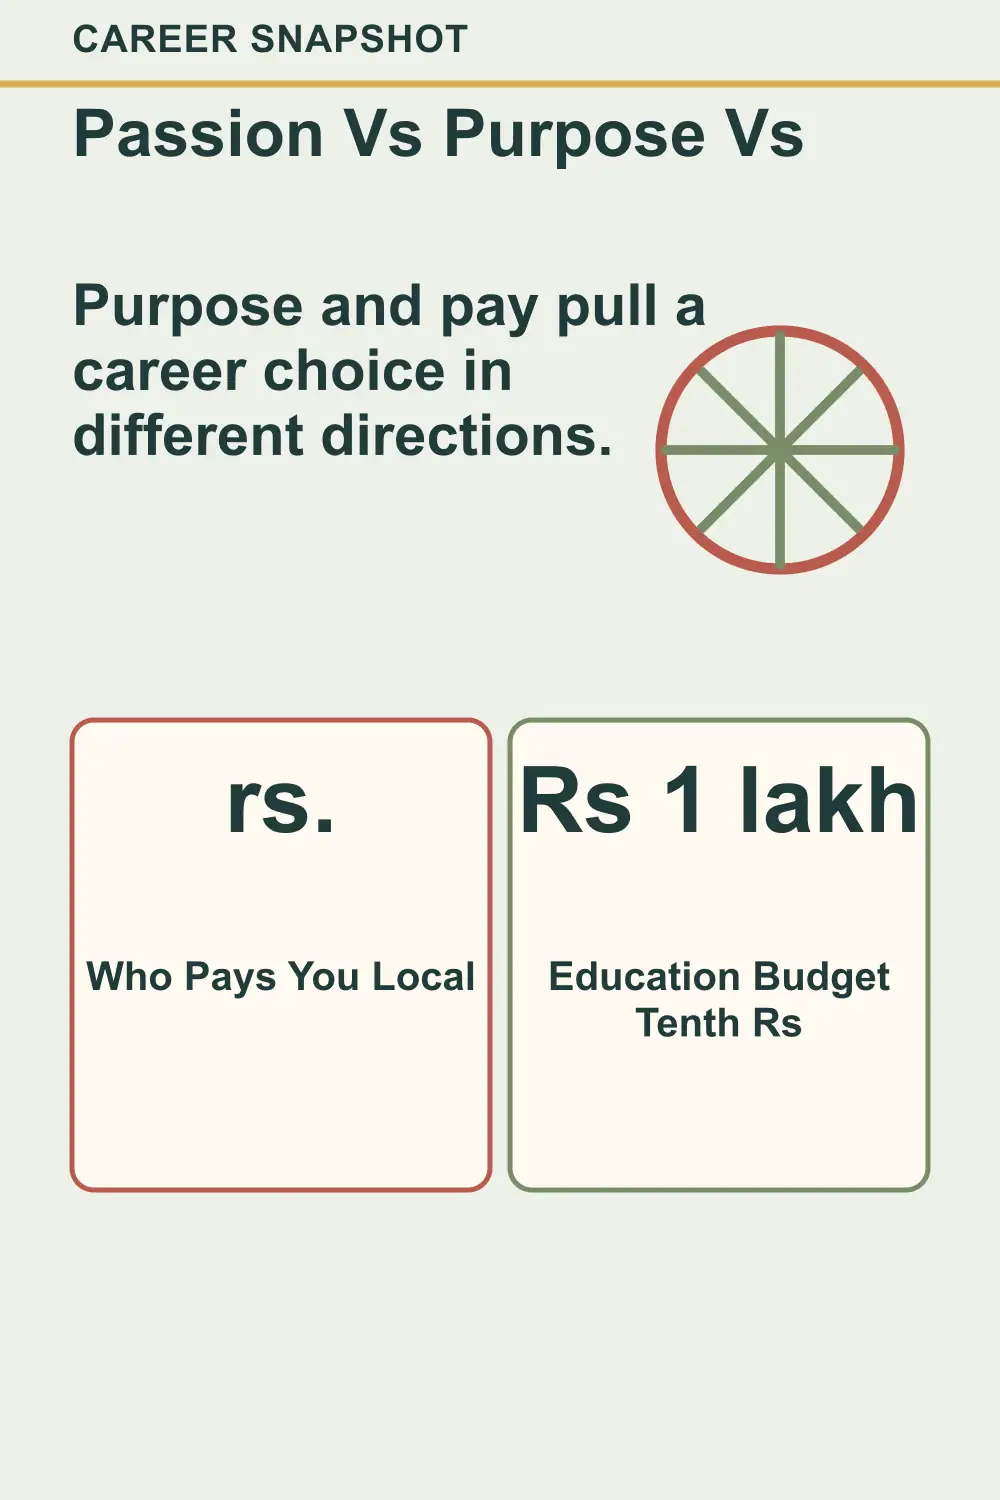 CAREER SNAPSHOT
Passion Vs Purpose Vs
Purpose and pay pull a
career choice in
different directions.
rs.
Who Pays You Local
Rs 1 lakh
Education Budget
Tenth Rs